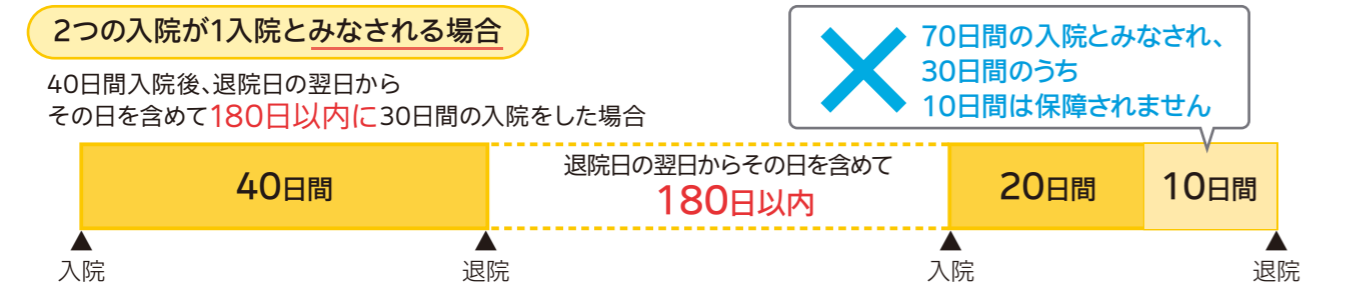 2つの入院が1入院とみなされる場合
40日間入院後、退院日の翌日から
その日を含めて180日以内に30日間の入院をした場合
70日間の入院とみなされ、
30日間のうち
10日間は保障されません
40日間
退院日の翌日からその日を含めて
180日以内
20日間
10日間
▲
入院
▲
退院
▲
入院
▲
退院